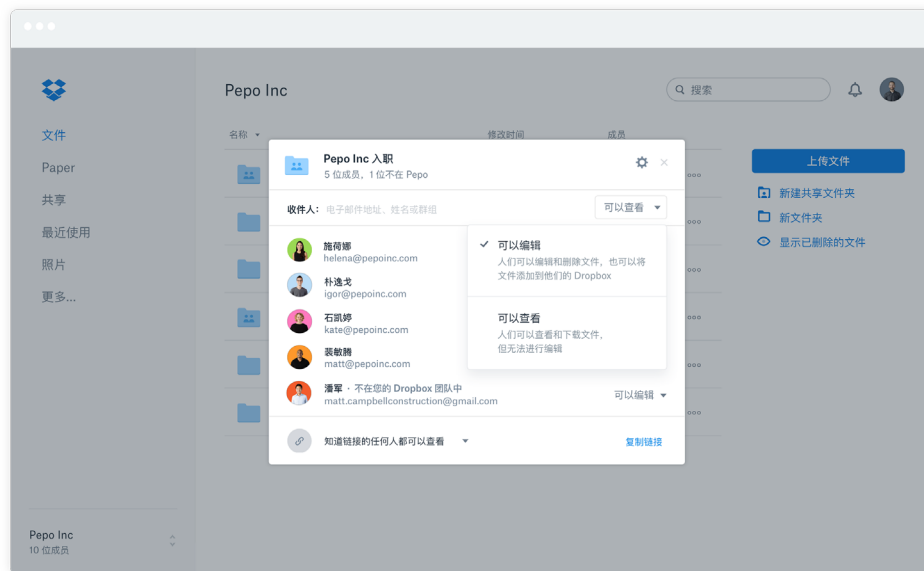 Pepo Inc
搜索
文件
Paper
共享
最近使用
照片
更多...
名称
修改时间
成员
上传文件
新建共享文件夹
新文件夹
显示已删除的文件
Pepo Inc 入职
5 位成员，1 位不在 Pepo
收件人：
电子邮件地址、姓名或群组
可以查看
可以编辑
人们可以编辑和删除文件，也可以将
文件添加到他们的 Dropbox
可以查看
人们可以查看和下载文件，
但无法进行编辑
施荷娜
helena@pepoinc.com
朴逸戈
igor@pepoinc.com
石凯婷
kate@pepoinc.com
裴敏腾
matt@pepoinc.com
潘军 · 不在您的 Dropbox 团队中
matt.campbellconstruction@gmail.com
可以编辑
知道链接的任何人都可以查看
复制链接
Pepo Inc
10 位成员